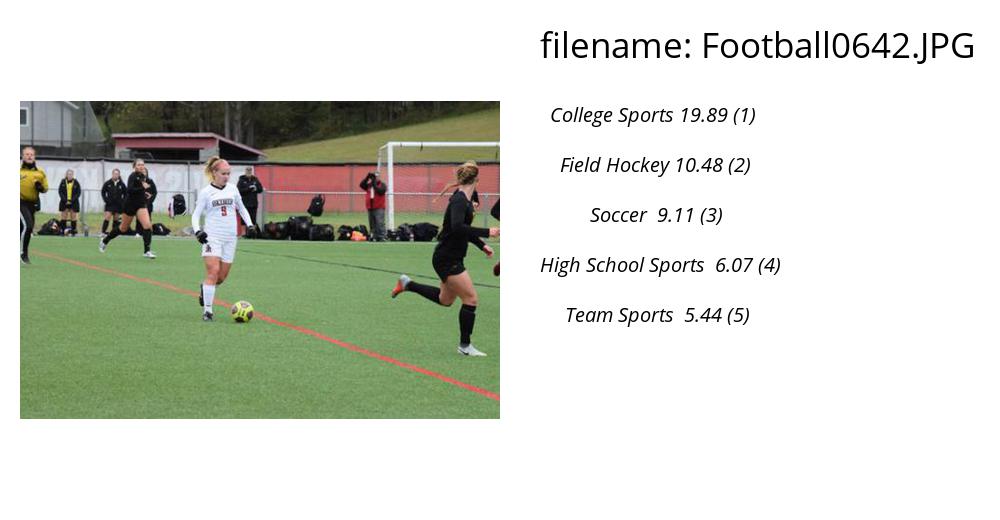 filename: Football0642.JPG
College Sports 19.89 (1)
Field Hockey 10.48 (2)
Soccer 9.11 (3)
High School Sports 6.07 (4)
Team Sports 5.44 (5)
9